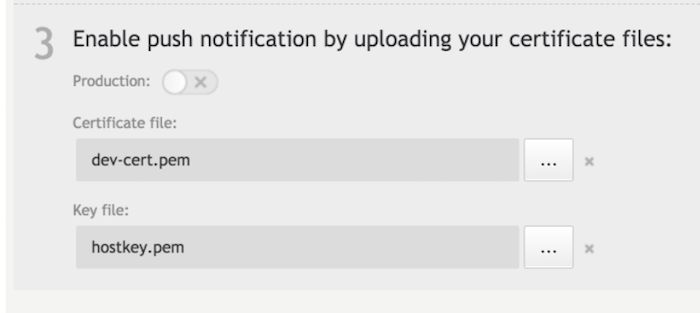 3 Enable push notification by uploading your certificate files:
Production:
Certificate file:
dev-cert.pem ...
Key file:
hostkey.pem ...